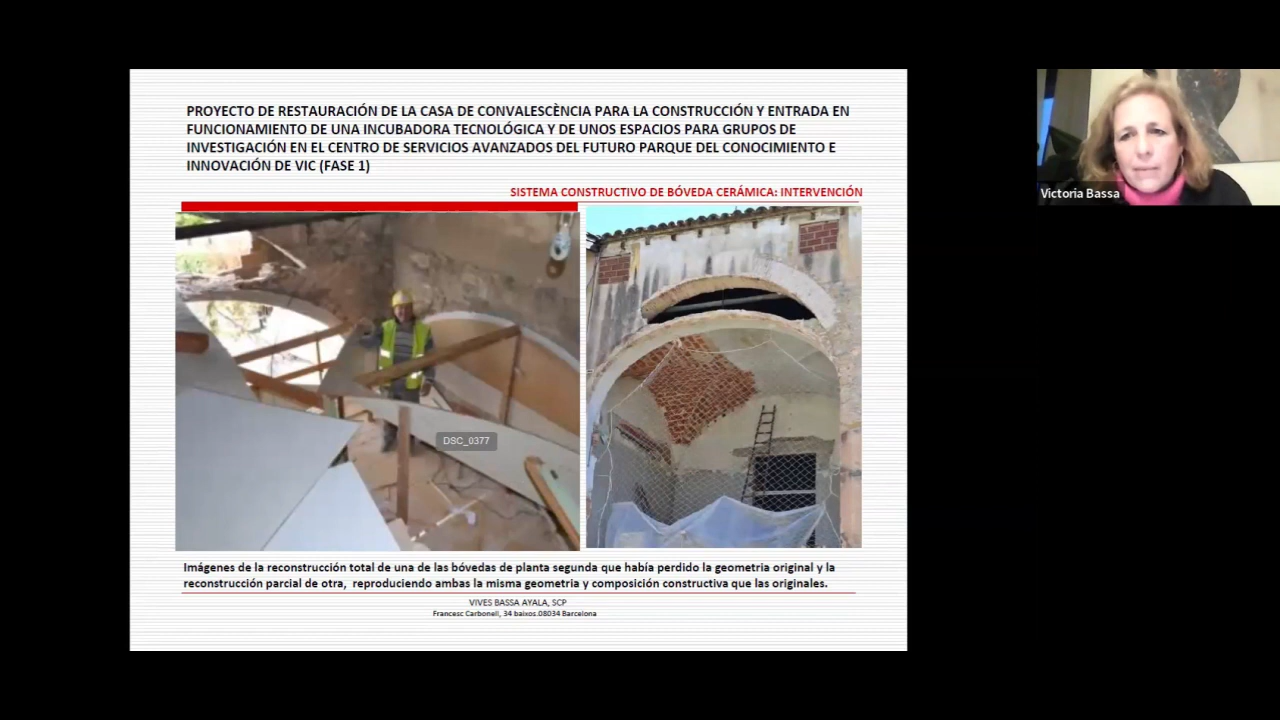 PROYECTO DE RESTAURACIÓN DE LA CASA DE CONVALESCÈNCIA PARA LA CONSTRUCCIÓN Y ENTRADA EN
FUNCIONAMIENTO DE UNA INCUBADORA TECNOLÓGICA Y DE UNOS ESPACIOS PARA GRUPOS DE
INVESTIGACIÓN EN EL CENTRO DE SERVICIOS AVANZADOS DEL FUTURO PARQUE DEL CONOCIMIENTO E
INNOVACIÓN DE VIC (FASE 1)
SISTEMA CONSTRUCTIVO DE BÓVEDA CERÁMICA: INTERVENCIÓN
Victoria Bassa
DSC_0377
Imágenes de la reconstrucción total de una de las bóvedas de planta segunda que había perdido la geometria original y la
reconstrucción parcial de otra, reproduciendo ambas la misma geometria y composición constructiva que las originales.
VIVES BASSA AYALA, SCP
Francesc Carbonell, 34 baixos.08034 Barcelona